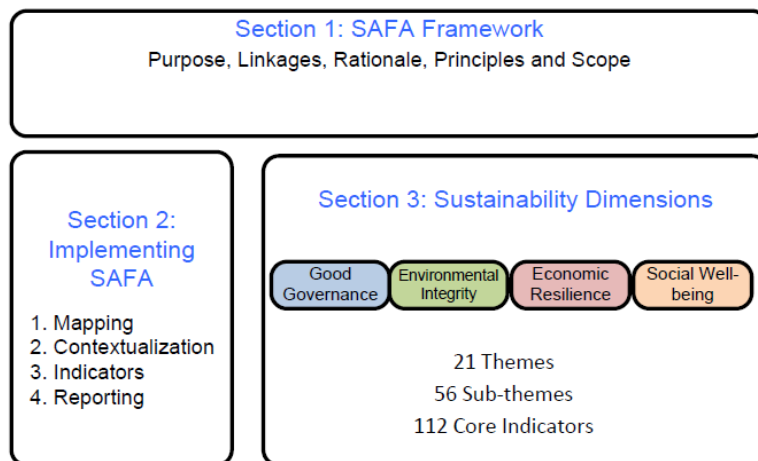 Section 1: SAFA Framework
Purpose, Linkages, Rationale, Principles and Scope
Section 2:
Implementing
SAFA
1. Mapping
2. Contextualization
3. Indicators
4. Reporting
Section 3: Sustainability Dimensions
Good
Governance
Environmental
Integrity
Economic
Resilience
Social Well-
being
21 Themes
56 Sub-themes
112 Core Indicators